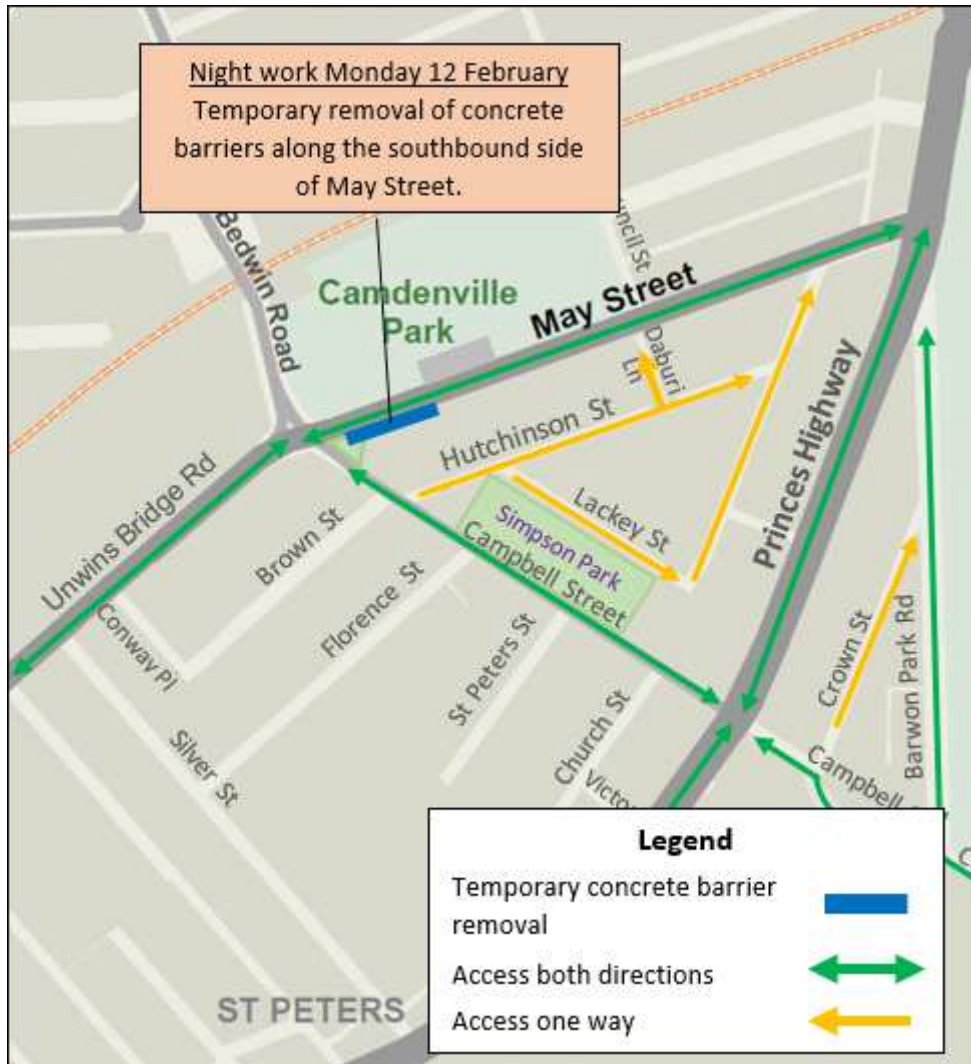 Night work Monday 12 February
Temporary removal of concrete
barriers along the southbound side
of May Street.
Bedwin Road
Camdenville
Park
May Street
Daburi
Ln
Hutchinson St
Lackey St
Simpson Park
Campbell Street
Princes Highway
Unwins Bridge Rd
Brown St
Florence St
Conway Pl
St Peters St
Silver St
Church St
Crown St
Barwon Park Rd
Campbell
ST PETERS
Legend
Temporary concrete barrier
removal
Access both directions
Access one way